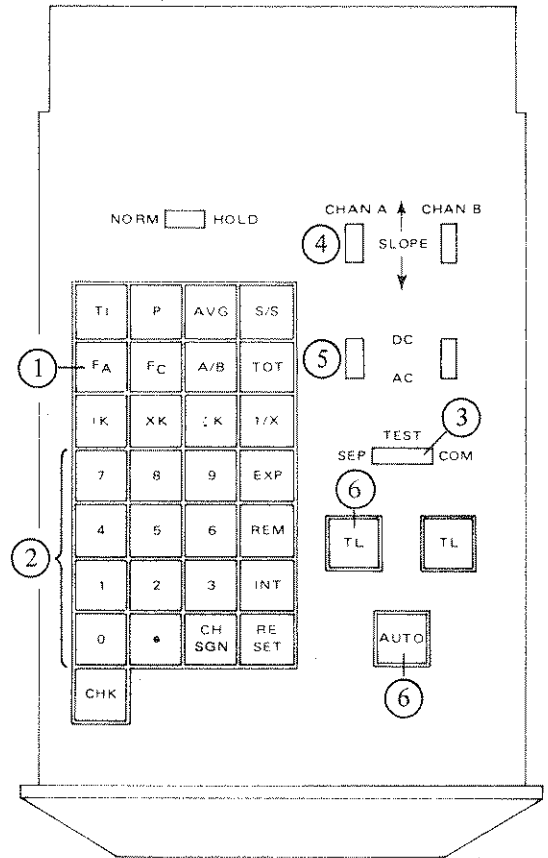 CHAN A CHAN B
NORM HOLD
4 SLOPE
TI P AVG S/S
5 DC
1 FA FC A/B TOT
AC
IK XK ÷K 1/X
TEST 3
SEP COM
7 8 9 EXP
6
2 4 5 6 REM
TL TL
1 2 3 INT
0 • CH SGN RE SET
AUTO
CHK
6